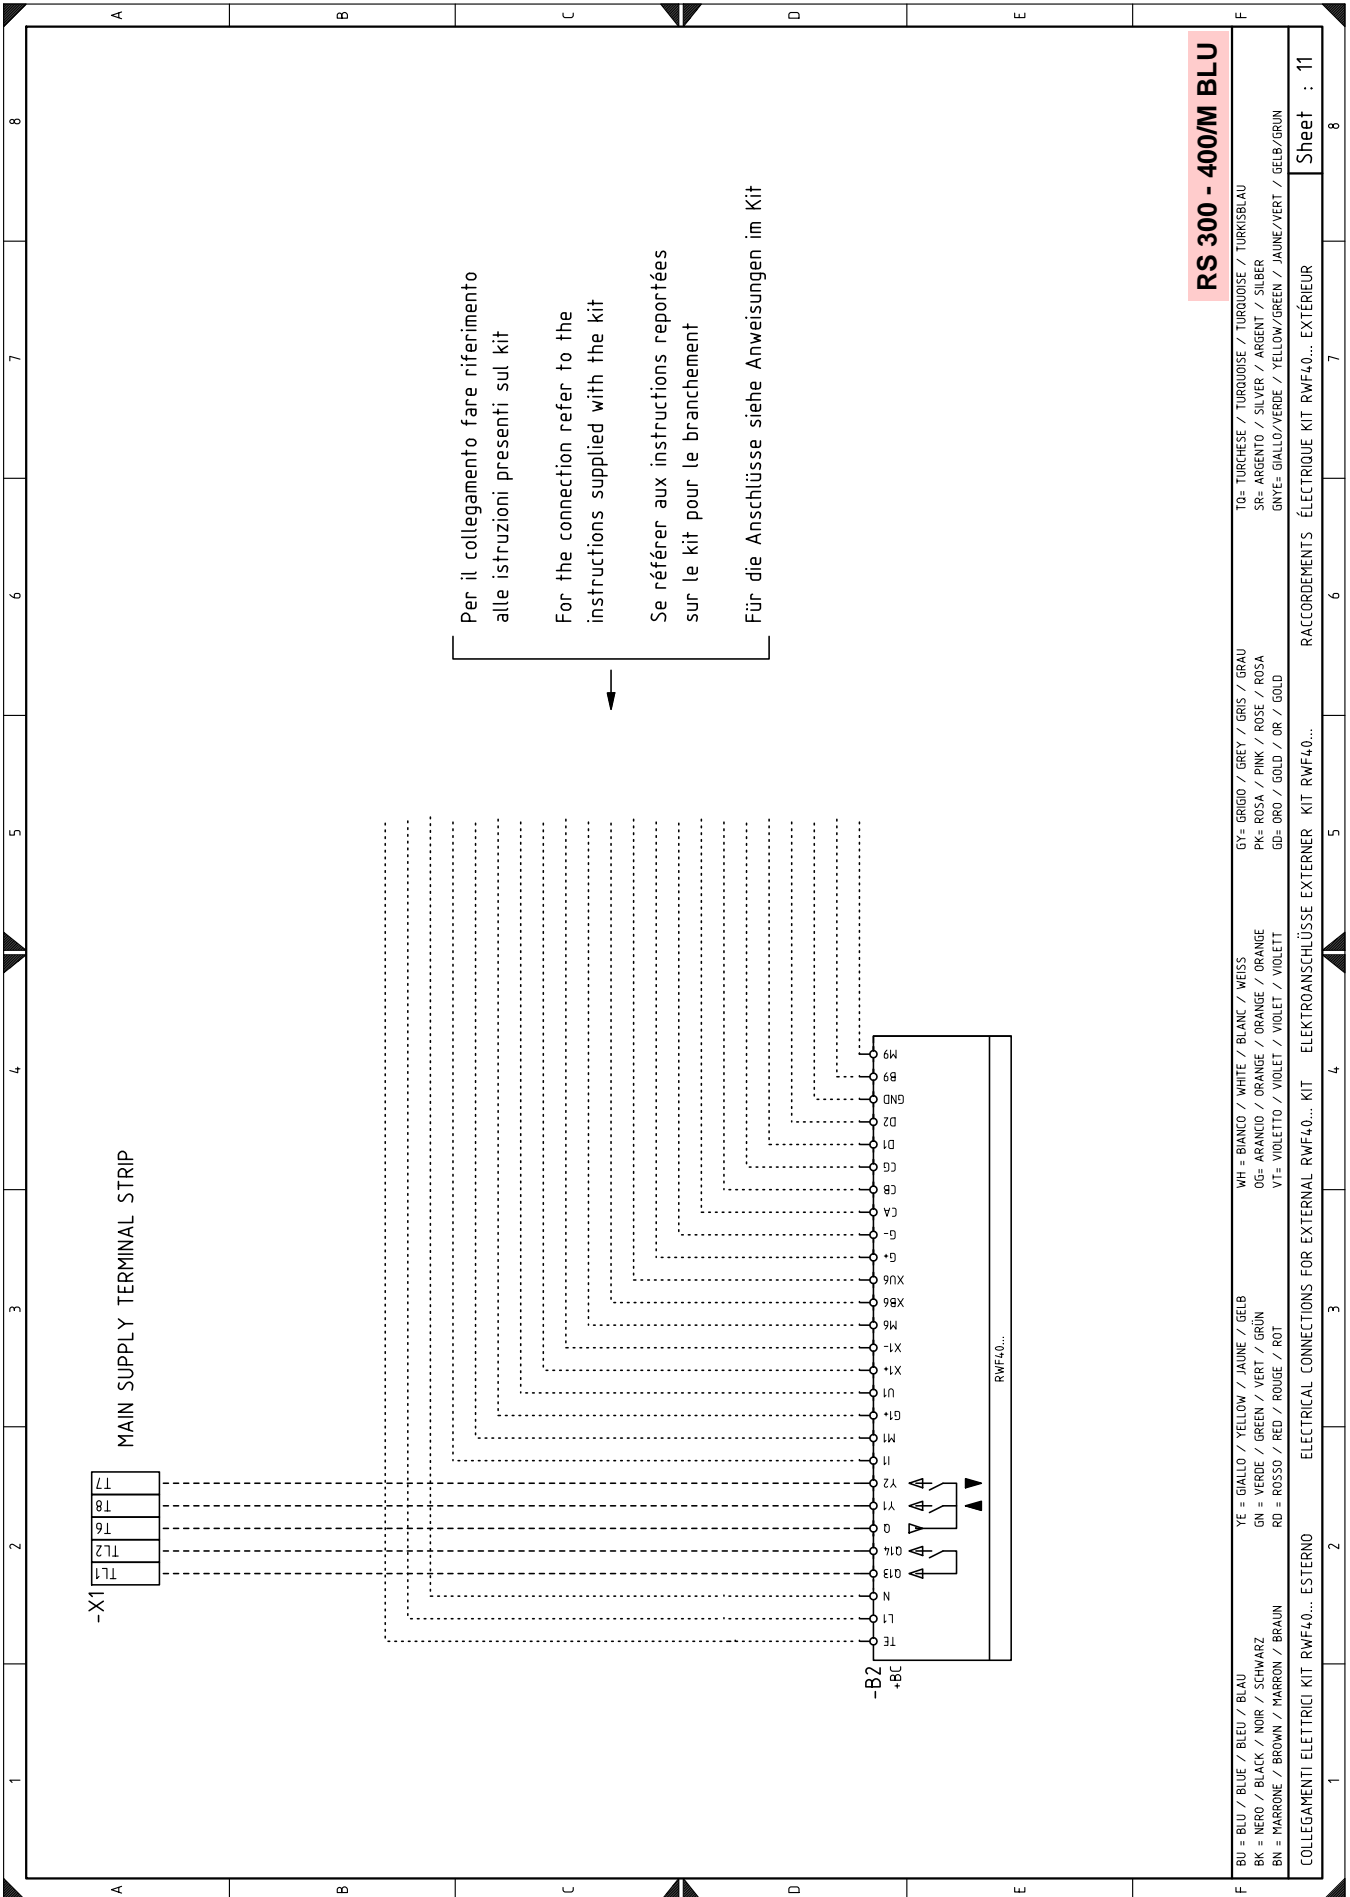 1 2 3 4 5 6 7 8
A
B
C
D
E
F
-X1
TL1 TL2 T6 T8 T7
MAIN SUPPLY TERMINAL STRIP
Per il collegamento fare riferimento
alle istruzioni presenti sul kit
For the connection refer to the
instructions supplied with the kit
Se référer aux instructions reportées
sur le kit pour le branchement
Für die Anschlüsse siehe Anweisungen im Kit
-B2
+BC
TE L1 N Q13 Q14 Q Y1 Y2 I1 M1 G1+ U1 X1+ X1- M6 XB6 XU6 G+ G- CA CB CG D1 D2 GND B9 M9
RWF40...
RS 300 - 400/M BLU
BU = BLU / BLUE / BLEU / BLAU
BK = NERO / BLACK / NOIR / SCHWARZ
BN = MARRONE / BROWN / MARRON / BRAUN
YE = GIALLO / YELLOW / JAUNE / GELB
GN = VERDE / GREEN / VERT / GRÜN
RD = ROSSO / RED / ROUGE / ROT
WH = BIANCO / WHITE / BLANC / WEISS
OG= ARANCIO / ORANGE / ORANGE / ORANGE
VT= VIOLETTO / VIOLET / VIOLET / VIOLETT
GY= GRIGIO / GREY / GRIS / GRAU
PK= ROSA / PINK / ROSE / ROSA
GD= ORO / GOLD / OR / GOLD
TQ= TURCHESE / TURQUOISE / TURQUOISE / TURKISBLAU
SR= ARGENTO / SILVER / ARGENT / SILBER
GNYE= GIALLO/VERDE / YELLOW/GREEN / JAUNE/VERT / GELB/GRUN
COLLEGAMENTI ELETTRICI KIT RWF40... ESTERNO ELECTRICAL CONNECTIONS FOR EXTERNAL RWF40... KIT ELEKTROANSCHLÜSSE EXTERNER KIT RWF40... RACCORDEMENTS ÉLECTRIQUE KIT RWF40... EXTÉRIEUR
Sheet : 11
1 2 3 4 5 6 7 8
A
B
C
D
E
F